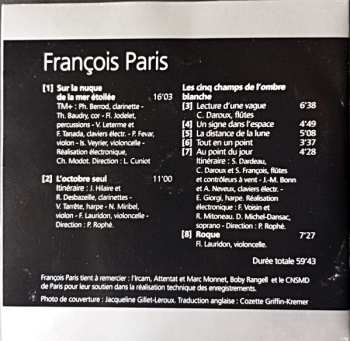 François Paris
[1] Sur la nuque
de la mer étoilée 16'03
TM+ : Ph. Berrod, clarinette -
Th. Baudry, cor - Fl. Jodelet,
percussions - V. Leterme et
F. Tanada, claviers électr. - P. Fevar,
violon - Is. Veyrier, violoncelle -
Réalisation électronique,
Ch. Modot. Direction : L. Cuniot
[2] L'octobre seul 11'00
Itinéraire : J. Hilaire et
R. Desbazelle, clarinettes -
V. Tarrête, harpe - N. Miribel,
violon - F. Lauridon, violoncelle -
Direction : P. Rophé.
Les cinq champs de l'ombre
blanche
[3] Lecture d'une vague 6'38
C. Daroux, flûtes
[4] Un signe dans l'espace 4'49
[5] La distance de la lune 5'08
[6] Tout en un point 3'37
[7] Au point du jour 4'28
Itinéraire : S. Dardeau,
C. Daroux et S. François, flûtes
et contrôleurs à vent - J.-M. Bonn
et A. Neveux, claviers électr. -
E. Giorgi, harpe. Réalisation
électronique : F. Voisin et
R. Mitoneau. D. Michel-Dansac,
soprano - Direction : P. Rophé.
[8] Roque 7'27
Fl. Lauridon, violoncelle.
Durée totale 59'43
François Paris tient à remercier : l'Ircam, Attentat et Marc Monnet, Boby Rangell et le CNSMD
de Paris pour leur soutien dans la réalisation technique des enregistrements.
Photo de couverture : Jacqueline Gillet-Leroux. Traduction anglaise : Cozette Griffin-Kremer